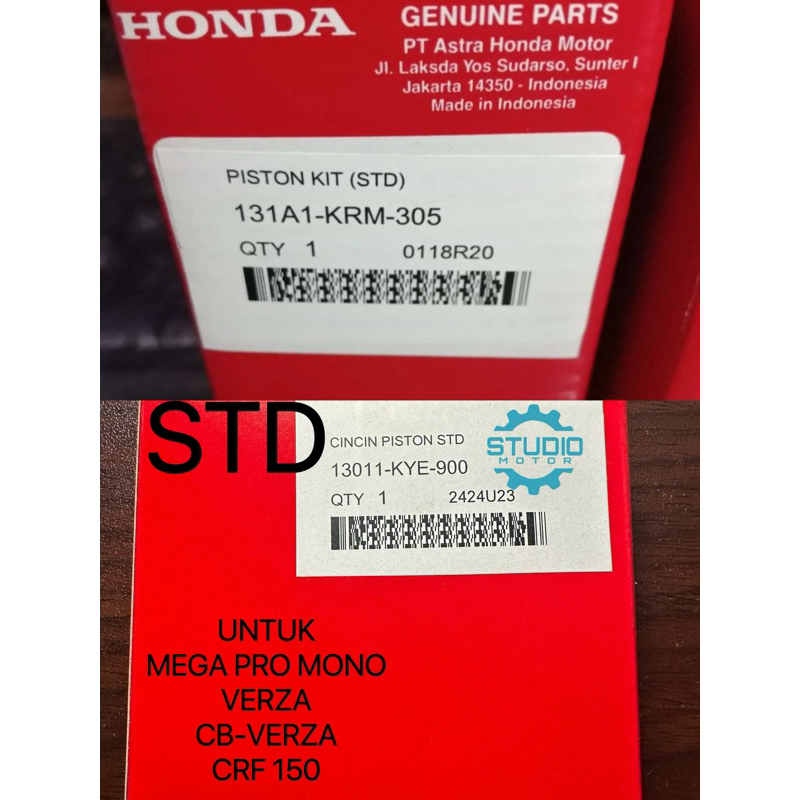 HONDA
GENUINE PARTS
PT Astra Honda Motor
Jl. Laksda Yos Sudarso, Sunter I
Jakarta 14350 - Indonesia
Made in Indonesia
PISTON KIT (STD)
131A1-KRM-305
QTY 1 0118R20
STD
CINCIN PISTON STD
13011-KYE-900
QTY 1 2424U23
STUDIO
MOTOR
UNTUK
MEGA PRO MONO
VERZA
CB-VERZA
CRF 150